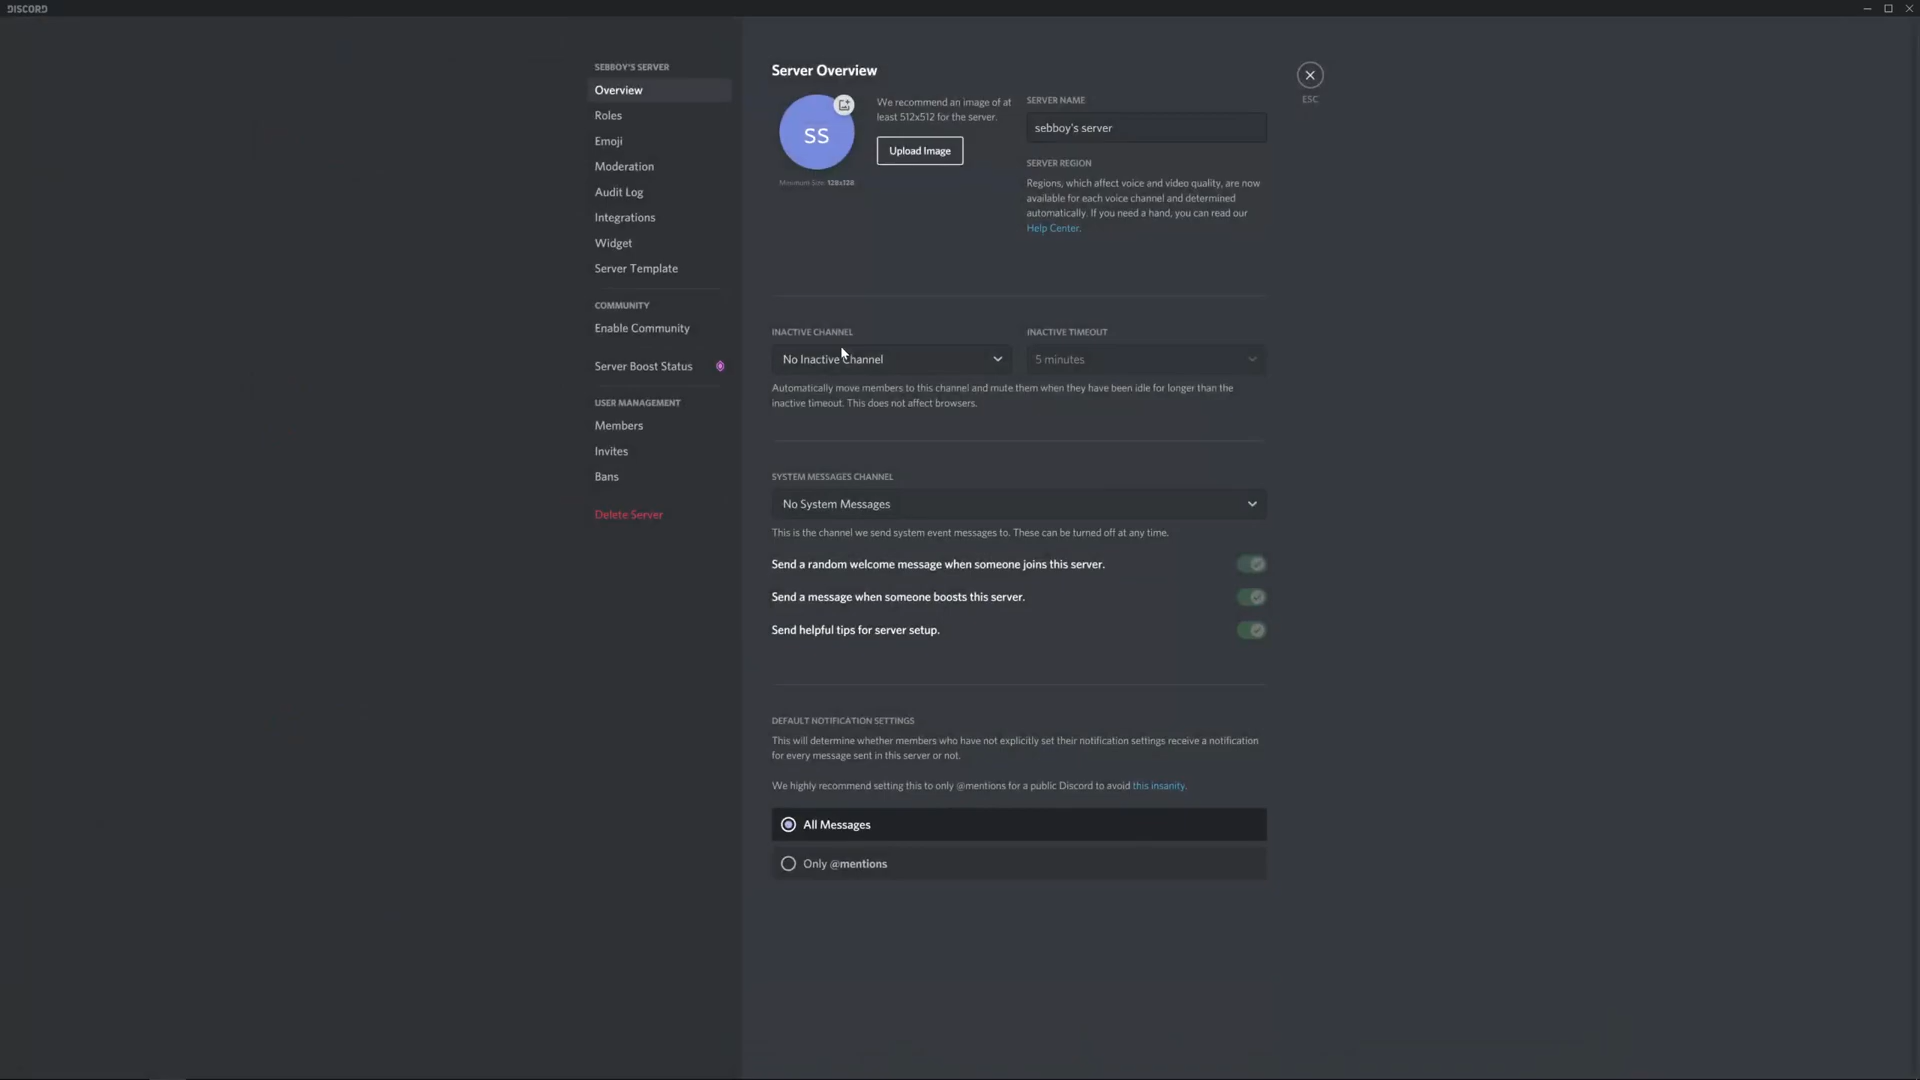 DISCORD
SEBBOY'S SERVER
Overview
Roles
Emoji
Moderation
Audit Log
Integrations
Widget
Server Template
COMMUNITY
Enable Community
Server Boost Status
USER MANAGEMENT
Members
Invites
Bans
Delete Server
Server Overview
SS
Minimum Size: 128x128
We recommend an image of at
least 512x512 for the server.
Upload Image
SERVER NAME
sebboy's server
SERVER REGION
Regions, which affect voice and video quality, are now
available for each voice channel and determined
automatically. If you need a hand, you can read our
Help Center.
ESC
INACTIVE CHANNEL
No Inactive Channel
INACTIVE TIMEOUT
5 minutes
Automatically move members to this channel and mute them when they have been idle for longer than the
inactive timeout. This does not affect browsers.
SYSTEM MESSAGES CHANNEL
No System Messages
This is the channel we send system event messages to. These can be turned off at any time.
Send a random welcome message when someone joins this server.
Send a message when someone boosts this server.
Send helpful tips for server setup.
DEFAULT NOTIFICATION SETTINGS
This will determine whether members who have not explicitly set their notification settings receive a notification
for every message sent in this server or not.
We highly recommend setting this to only @mentions for a public Discord to avoid this insanity.
All Messages
Only @mentions